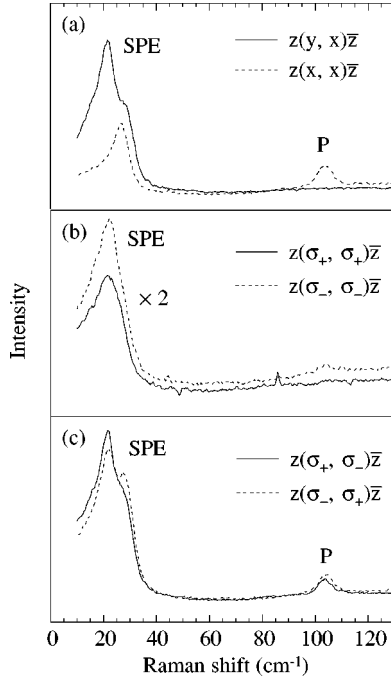 (a)
SPE
z(y, x)z̅
z(x, x)z̅
P
(b)
SPE
× 2
z(σ₊, σ₊)z̅
z(σ₋, σ₋)z̅
Intensity
(c)
SPE
z(σ₊, σ₋)z̅
z(σ₋, σ₊)z̅
P
0 20 40 60 80 100 120
Raman shift (cm⁻¹)